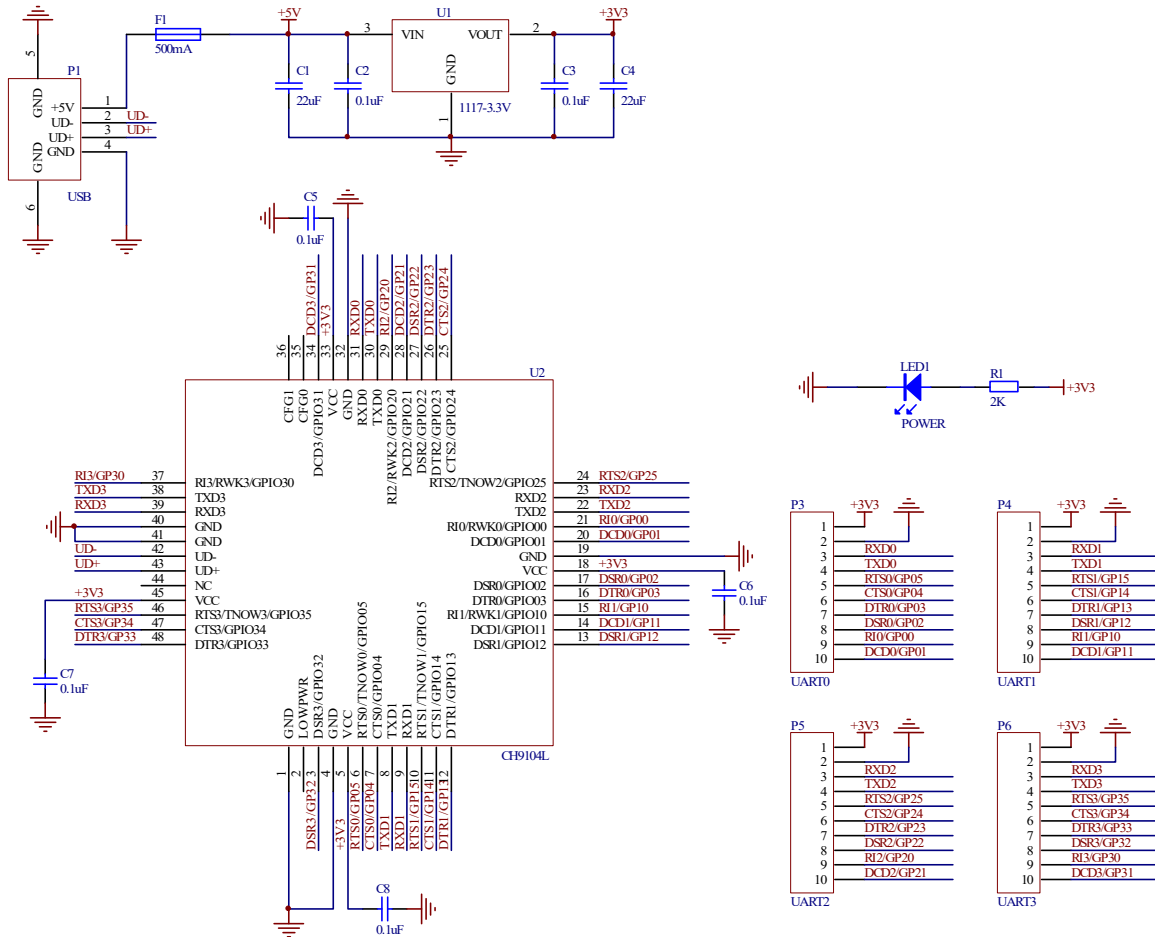 F1
500mA
+5V
U1
+3V3
3
VIN
VOUT
2
GND
1
1117-3.3V
C1
22uF
C2
0.1uF
C3
0.1uF
C4
22uF
5
P1
GND
+5V
UD-
UD+
GND
GND
1
2
3
4
UD-
UD+
USB
6
C5
0.1uF
DCD3/GP31
+3V3
RXD0
TXD0
RI2/GP20
DCD2/GP21
DSR2/GP22
DTR2/GP23
CTS2/GP24
36
35
34
33
32
31
30
29
28
27
26
25
U2
CFG1
CFG0
DCD3/GPIO31
VCC
GND
RXD0
TXD0
RI2/RWK2/GPIO20
DCD2/GPIO21
DSR2/GPIO22
DTR2/GPIO23
CTS2/GPIO24
RI3/GP30 37 RI3/RWK3/GPIO30
TXD3 38 TXD3
RXD3 39 RXD3
40 GND
41 GND
UD- 42 UD-
UD+ 43 UD+
44 NC
+3V3 45 VCC
RTS3/GP35 46 RTS3/TNOW3/GPIO35
CTS3/GP34 47 CTS3/GPIO34
DTR3/GP33 48 DTR3/GPIO33
C7
0.1uF
RTS2/TNOW2/GPIO25 24 RTS2/GP25
RXD2 23 RXD2
TXD2 22 TXD2
RI0/RWK0/GPIO00 21 RI0/GP00
DCD0/GPIO01 20 DCD0/GP01
GND 19
VCC 18 +3V3
DSR0/GPIO02 17 DSR0/GP02
DTR0/GPIO03 16 DTR0/GP03
RI1/RWK1/GPIO10 15 RI1/GP10
DCD1/GPIO11 14 DCD1/GP11
DSR1/GPIO12 13 DSR1/GP12
C6
0.1uF
GND
LOWPWR
DSR3/GPIO32
GND
VCC
RTS0/TNOW0/GPIO05
CTS0/GPIO04
TXD1
RXD1
RTS1/TNOW1/GPIO15
CTS1/GPIO14
DTR1/GPIO13
CH9104L
1
2
3
4
5
6
7
8
9
10
11
12
DSR3/GP32
+3V3
RTS0/GP05
CTS0/GP04
TXD1
RXD1
RTS1/GP15
CTS1/GP14
DTR1/GP13
C8
0.1uF
LED1
POWER
R1
2K
+3V3
P3
+3V3
1
2
3 RXD0
4 TXD0
5 RTS0/GP05
6 CTS0/GP04
7 DTR0/GP03
8 DSR0/GP02
9 RI0/GP00
10 DCD0/GP01
UART0
P4
+3V3
1
2
3 RXD1
4 TXD1
5 RTS1/GP15
6 CTS1/GP14
7 DTR1/GP13
8 DSR1/GP12
9 RI1/GP10
10 DCD1/GP11
UART1
P5
+3V3
1
2
3 RXD2
4 TXD2
5 RTS2/GP25
6 CTS2/GP24
7 DTR2/GP23
8 DSR2/GP22
9 RI2/GP20
10 DCD2/GP21
UART2
P6
+3V3
1
2
3 RXD3
4 TXD3
5 RTS3/GP35
6 CTS3/GP34
7 DTR3/GP33
8 DSR3/GP32
9 RI3/GP30
10 DCD3/GP31
UART3